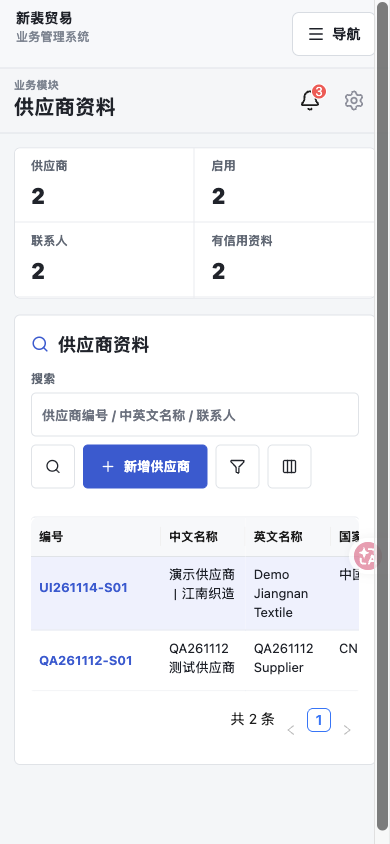 新裴贸易
业务管理系统
导航
业务模块
供应商资料
3
供应商
2
启用
2
联系人
2
有信用资料
2
供应商资料
搜索
供应商编号 / 中英文名称 / 联系人
新增供应商
编号 中文名称 英文名称 国家
UI261114-S01 演示供应商 Demo 中国
| 江南织造 Jiangnan
Textile
QA261112-S01 QA261112 QA261112 CN
测试供应商 Supplier
共 2 条 < 1 >